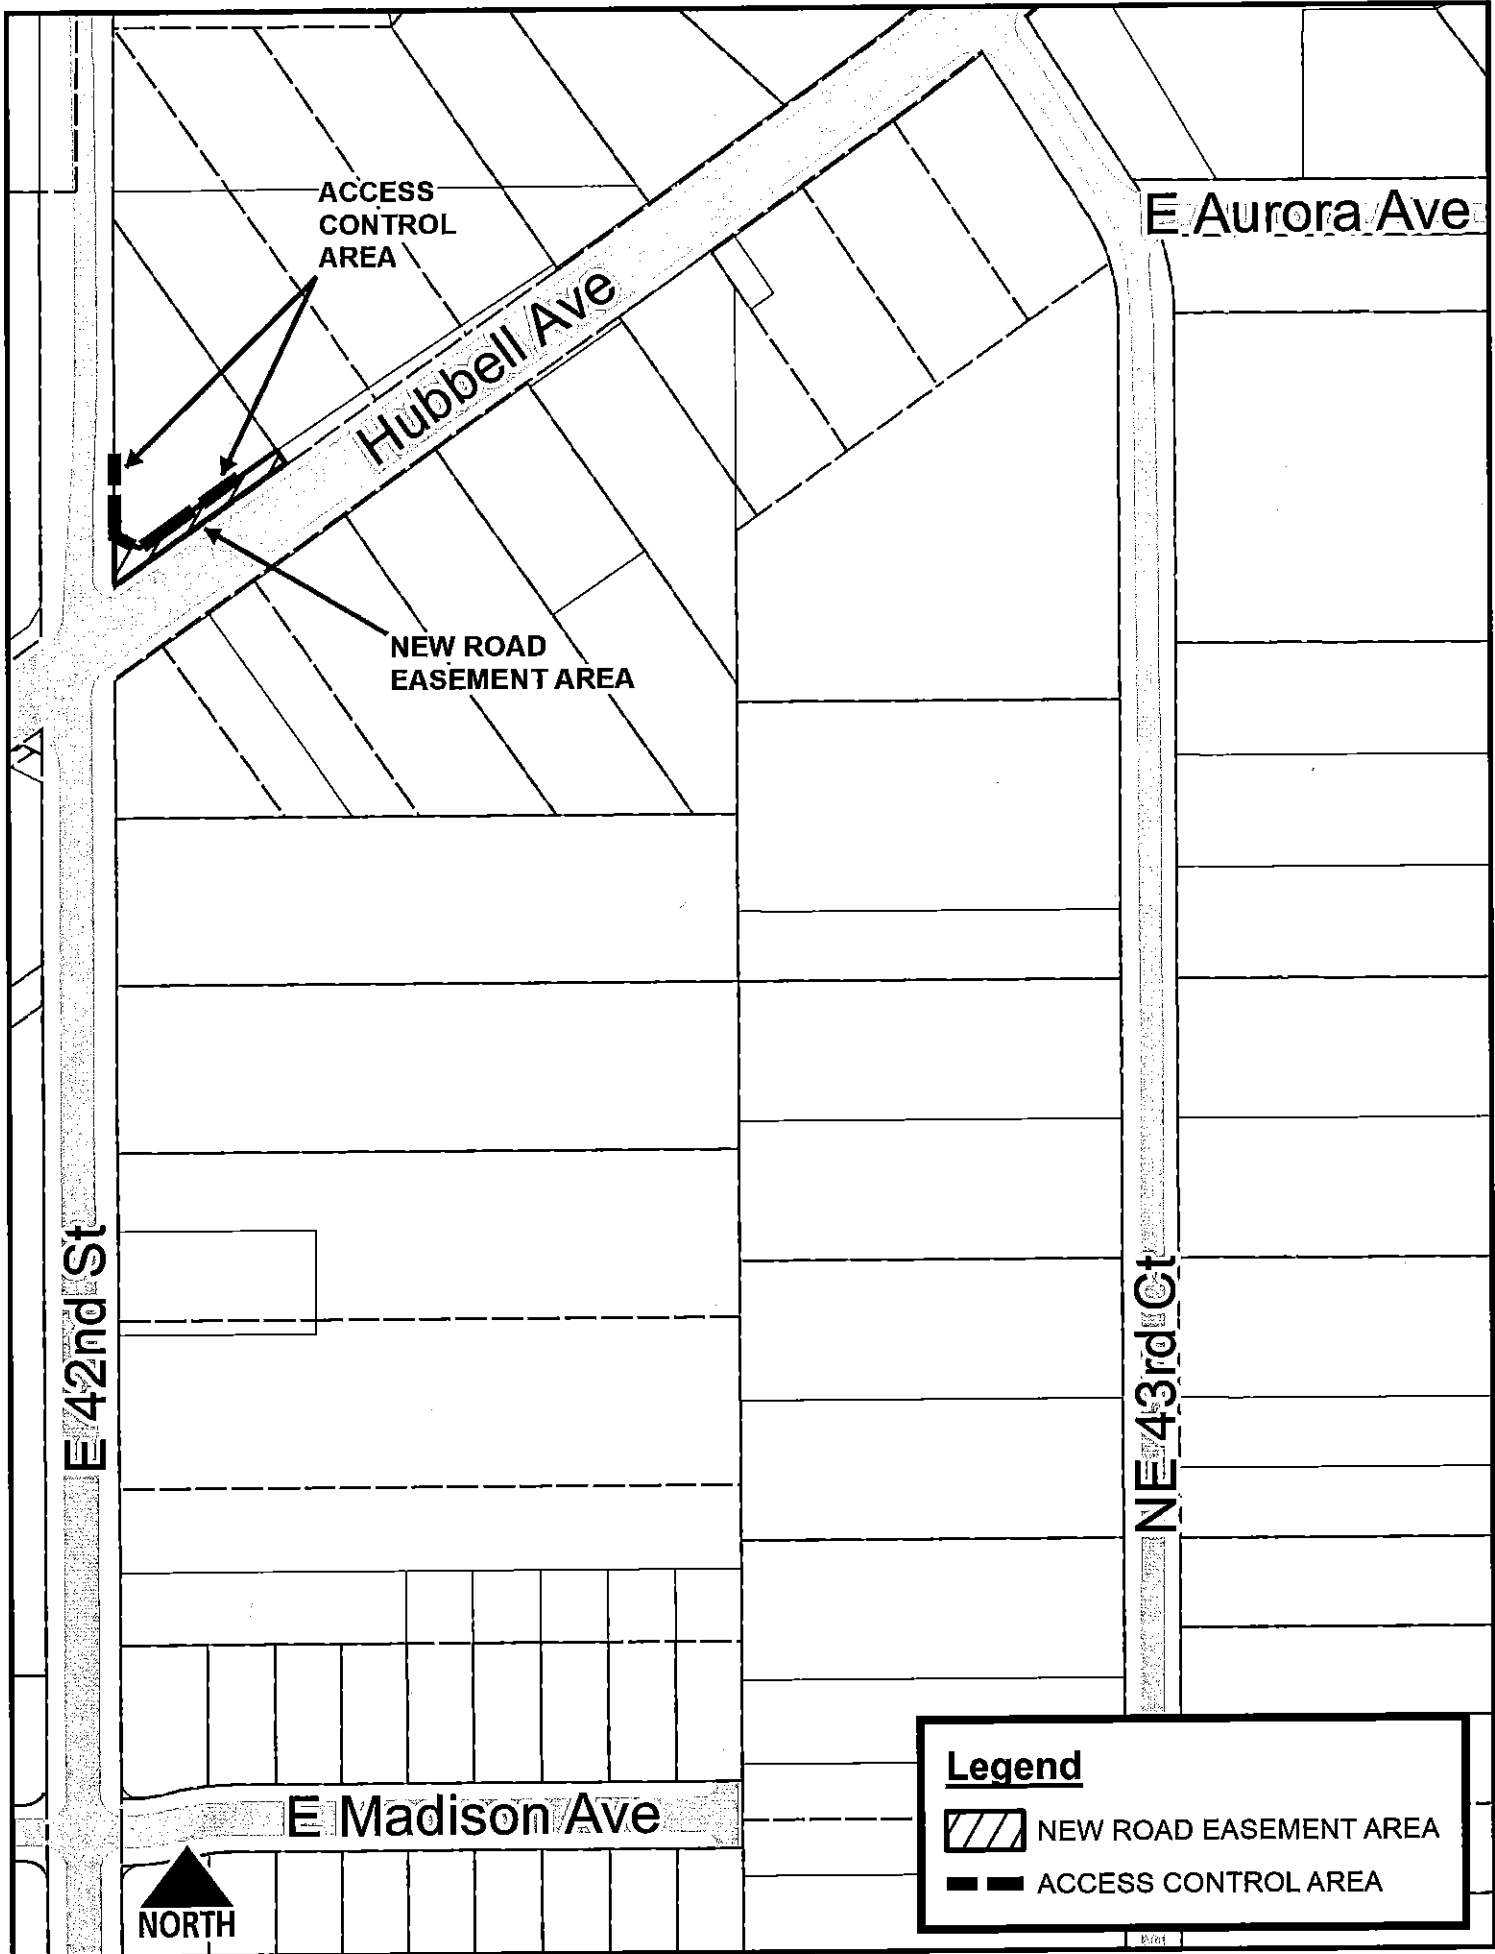 ACCESS
CONTROL
AREA
E Aurora Ave
Hubbell Ave
NEW ROAD
EASEMENT AREA
E 42nd St
NE 43rd Ct
E Madison Ave
NORTH
Legend
NEW ROAD EASEMENT AREA
ACCESS CONTROL AREA